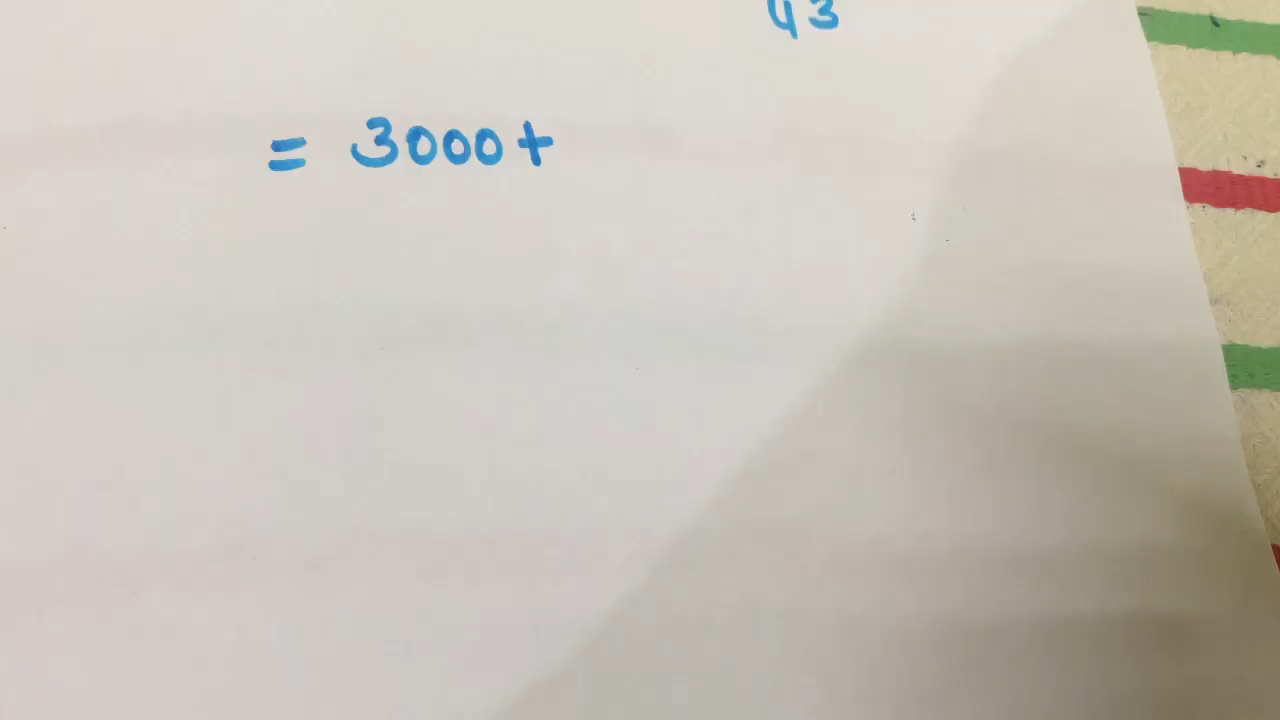 43
= 3000+